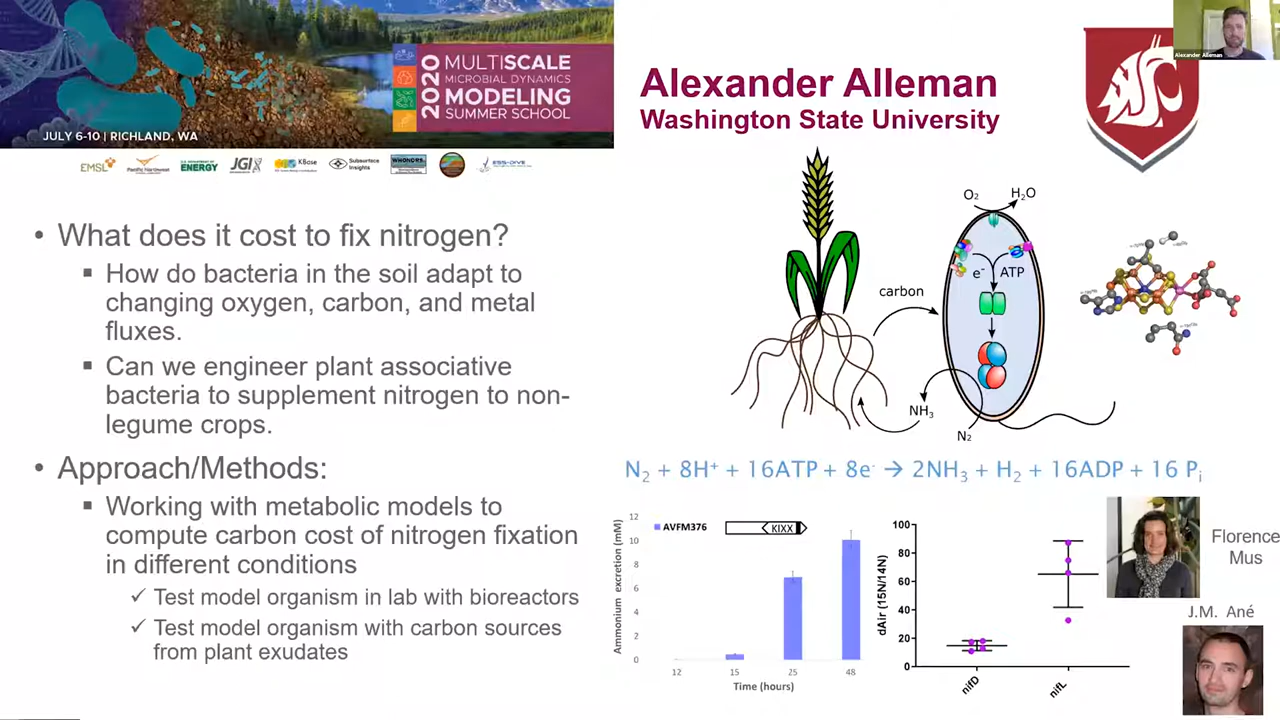 2020
MULTISCALE
MICROBIAL DYNAMICS
MODELING
SUMMER SCHOOL
JULY 6-10 | RICHLAND, WA
EMSL
Pacific Northwest
U.S. DEPARTMENT OF
ENERGY
JGI
KBase
Subsurface
Insights
WHONDRS
ESS-DIVE
Alexander Alleman
Washington State University
Alexander Alleman
• What does it cost to fix nitrogen?
▪ How do bacteria in the soil adapt to
changing oxygen, carbon, and metal
fluxes.
▪ Can we engineer plant associative
bacteria to supplement nitrogen to non-
legume crops.
• Approach/Methods:
▪ Working with metabolic models to
compute carbon cost of nitrogen fixation
in different conditions
✓ Test model organism in lab with bioreactors
✓ Test model organism with carbon sources
from plant exudates
O₂ H₂O
e⁻ ATP
carbon
NH₃
N₂
N₂ + 8H⁺ + 16ATP + 8e⁻ → 2NH₃ + H₂ + 16ADP + 16 Pᵢ
Ammonium excretion (mM)
12
10
8
6
4
2
0
AVFM376
KIXX
12 15 25 48
Time (hours)
dAir (15N/14N)
100
80
60
40
20
0
nifD nifL
Florence
Mus
J.M. Ané